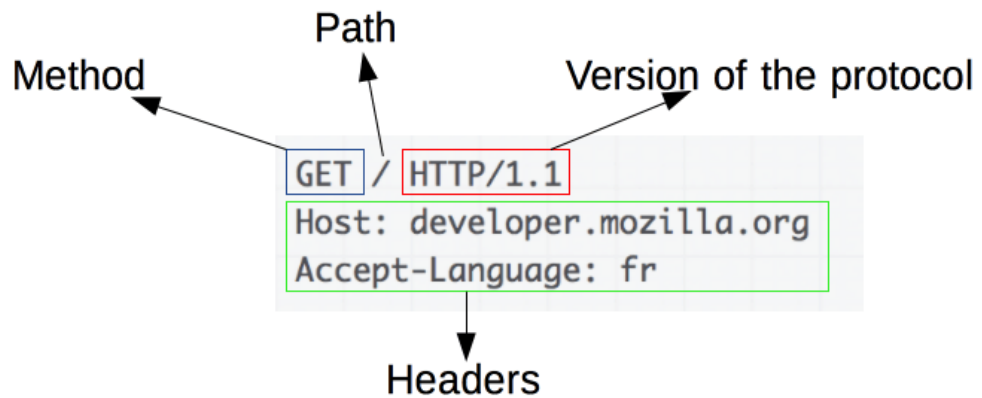 Path
Method
Version of the protocol
GET / HTTP/1.1
Host: developer.mozilla.org
Accept-Language: fr
Headers